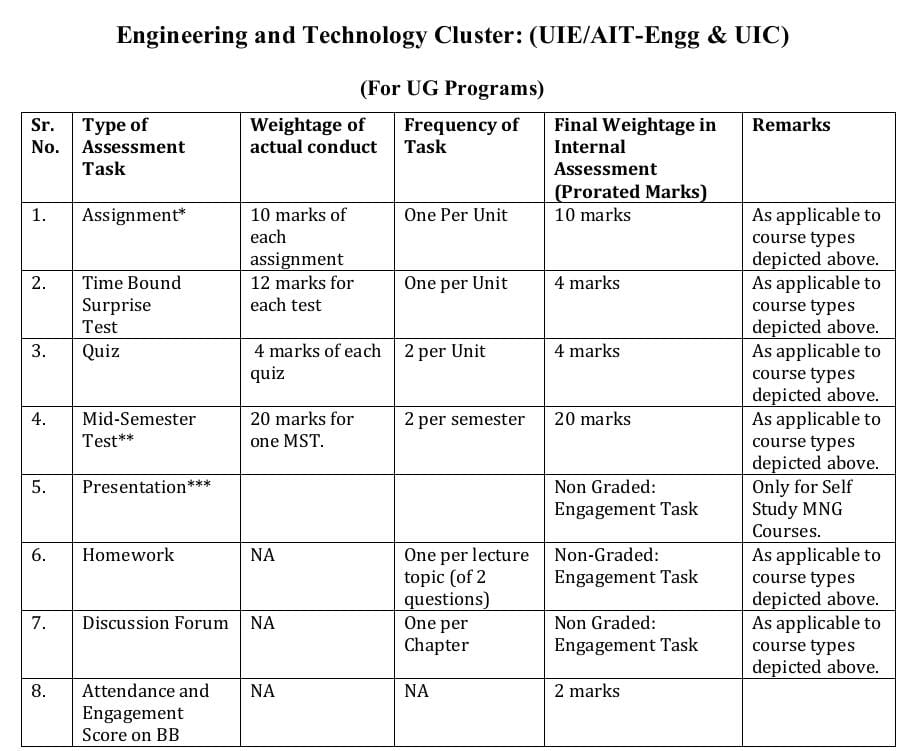 Engineering and Technology Cluster: (UIE/AIT-Engg & UIC)
(For UG Programs)
Sr. No. | Type of Assessment Task | Weightage of actual conduct | Frequency of Task | Final Weightage in Internal Assessment (Prorated Marks) | Remarks
1. | Assignment* | 10 marks of each assignment | One Per Unit | 10 marks | As applicable to course types depicted above.
2. | Time Bound Surprise Test | 12 marks for each test | One per Unit | 4 marks | As applicable to course types depicted above.
3. | Quiz | 4 marks of each quiz | 2 per Unit | 4 marks | As applicable to course types depicted above.
4. | Mid-Semester Test** | 20 marks for one MST. | 2 per semester | 20 marks | As applicable to course types depicted above.
5. | Presentation*** | | | Non Graded: Engagement Task | Only for Self Study MNG Courses.
6. | Homework | NA | One per lecture topic (of 2 questions) | Non-Graded: Engagement Task | As applicable to course types depicted above.
7. | Discussion Forum | NA | One per Chapter | Non Graded: Engagement Task | As applicable to course types depicted above.
8. | Attendance and Engagement Score on BB | NA | NA | 2 marks |